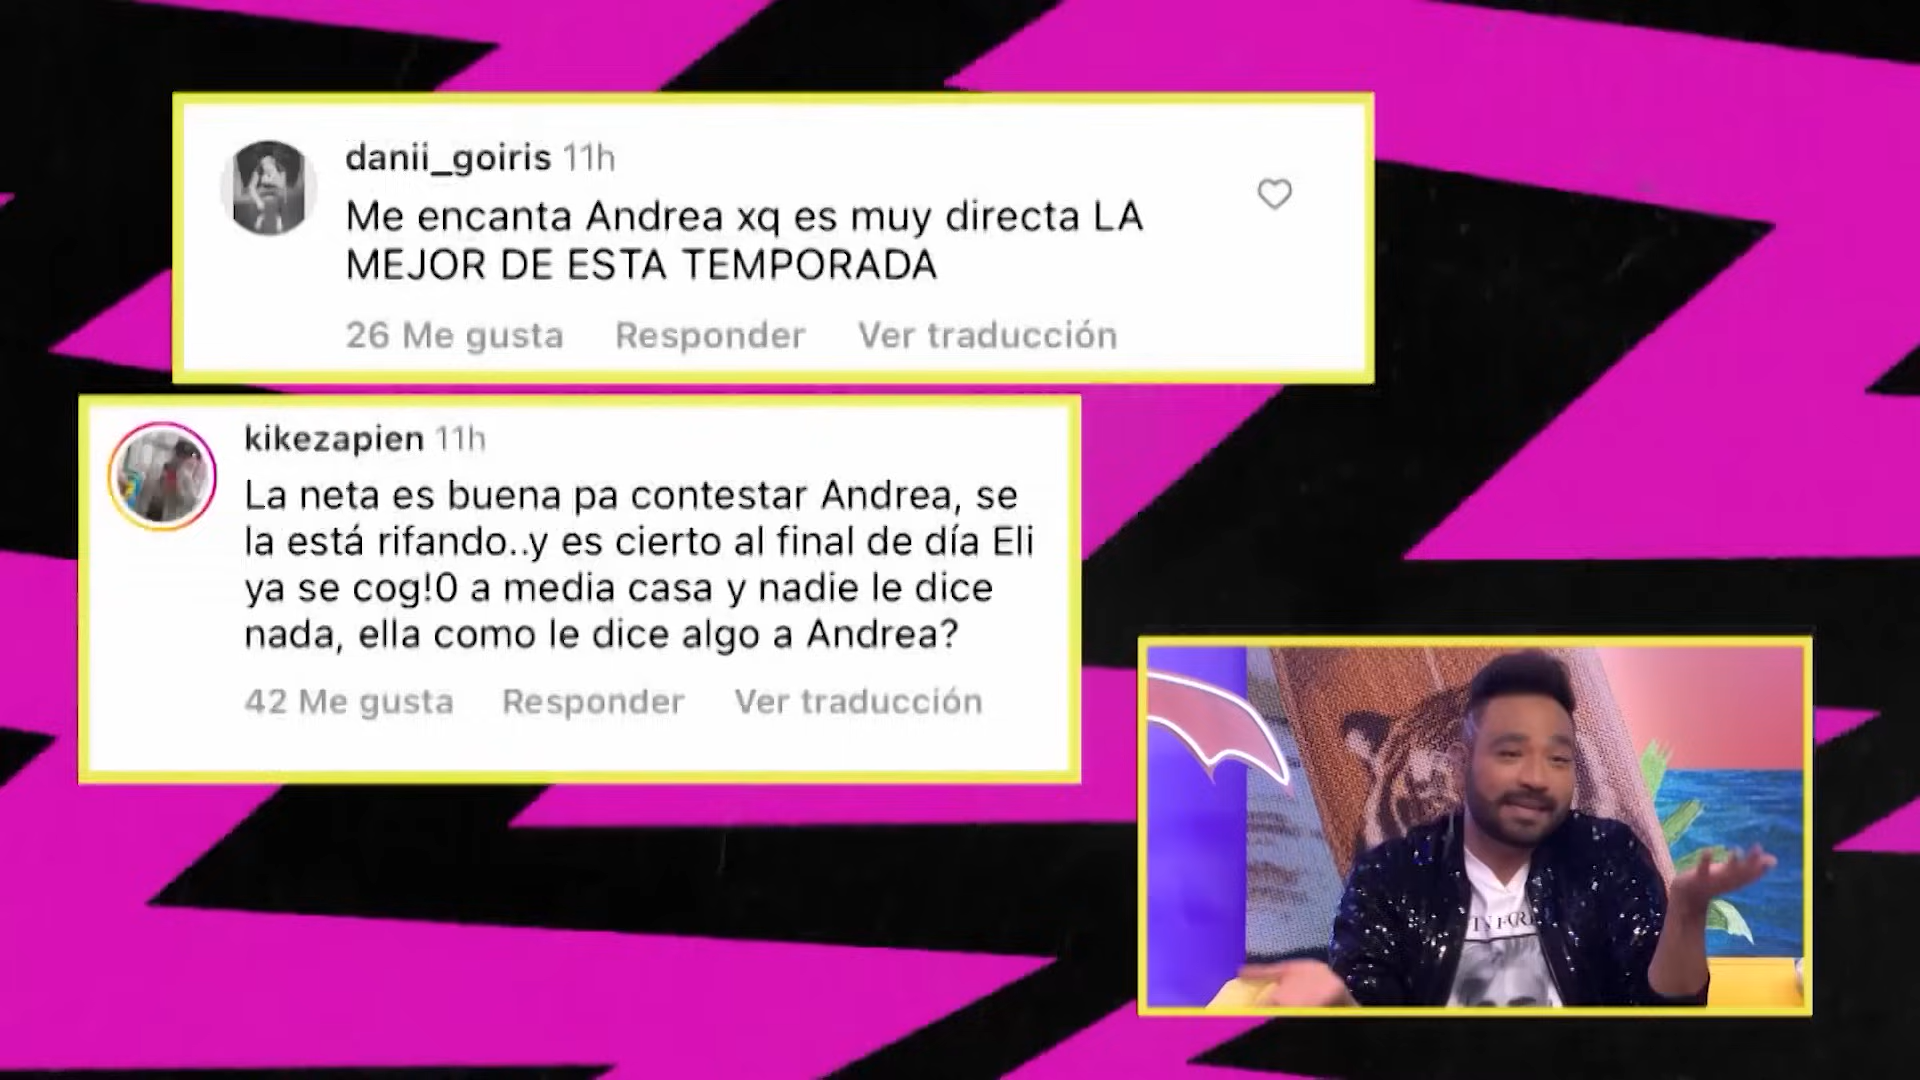 danii_goiris 11h
Me encanta Andrea xq es muy directa LA
MEJOR DE ESTA TEMPORADA
26 Me gusta Responder Ver traducción
kikezapien 11h
La neta es buena pa contestar Andrea, se
la está rifando..y es cierto al final de día Eli
ya se cog!0 a media casa y nadie le dice
nada, ella como le dice algo a Andrea?
42 Me gusta Responder Ver traducción